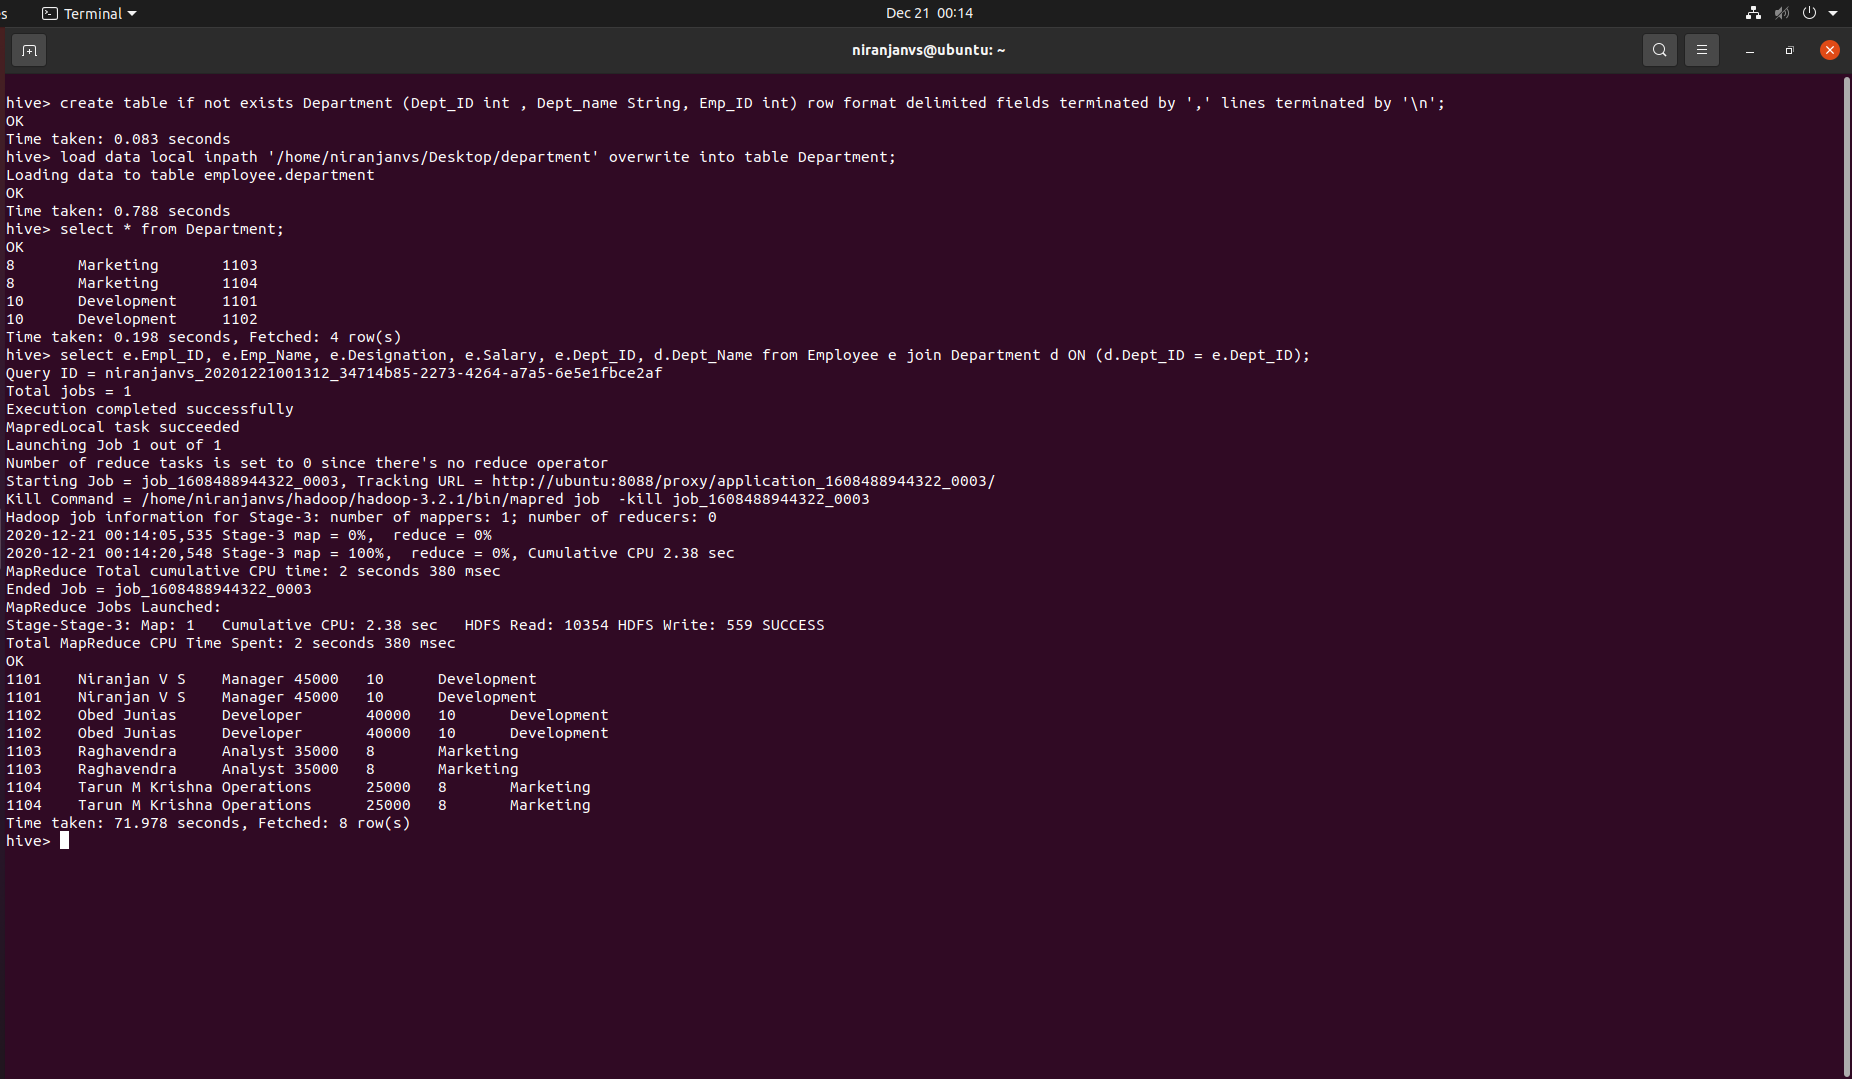 s Terminal Dec 21 00:14
niranjanvs@ubuntu: ~
hive> create table if not exists Department (Dept_ID int , Dept_name String, Emp_ID int) row format delimited fields terminated by ',' lines terminated by '\n';
OK
Time taken: 0.083 seconds
hive> load data local inpath '/home/niranjanvs/Desktop/department' overwrite into table Department;
Loading data to table employee.department
OK
Time taken: 0.788 seconds
hive> select * from Department;
OK
8       Marketing       1103
8       Marketing       1104
10      Development     1101
10      Development     1102
Time taken: 0.198 seconds, Fetched: 4 row(s)
hive> select e.Empl_ID, e.Emp_Name, e.Designation, e.Salary, e.Dept_ID, d.Dept_Name from Employee e join Department d ON (d.Dept_ID = e.Dept_ID);
Query ID = niranjanvs_20201221001312_34714b85-2273-4264-a7a5-6e5e1fbce2af
Total jobs = 1
Execution completed successfully
MapredLocal task succeeded
Launching Job 1 out of 1
Number of reduce tasks is set to 0 since there's no reduce operator
Starting Job = job_1608488944322_0003, Tracking URL = http://ubuntu:8088/proxy/application_1608488944322_0003/
Kill Command = /home/niranjanvs/hadoop/hadoop-3.2.1/bin/mapred job  -kill job_1608488944322_0003
Hadoop job information for Stage-3: number of mappers: 1; number of reducers: 0
2020-12-21 00:14:05,535 Stage-3 map = 0%,  reduce = 0%
2020-12-21 00:14:20,548 Stage-3 map = 100%,  reduce = 0%, Cumulative CPU 2.38 sec
MapReduce Total cumulative CPU time: 2 seconds 380 msec
Ended Job = job_1608488944322_0003
MapReduce Jobs Launched:
Stage-Stage-3: Map: 1   Cumulative CPU: 2.38 sec   HDFS Read: 10354 HDFS Write: 559 SUCCESS
Total MapReduce CPU Time Spent: 2 seconds 380 msec
OK
1101    Niranjan V S    Manager 45000   10      Development
1101    Niranjan V S    Manager 45000   10      Development
1102    Obed Junias     Developer       40000   10      Development
1102    Obed Junias     Developer       40000   10      Development
1103    Raghavendra     Analyst 35000   8       Marketing
1103    Raghavendra     Analyst 35000   8       Marketing
1104    Tarun M Krishna Operations      25000   8       Marketing
1104    Tarun M Krishna Operations      25000   8       Marketing
Time taken: 71.978 seconds, Fetched: 8 row(s)
hive>